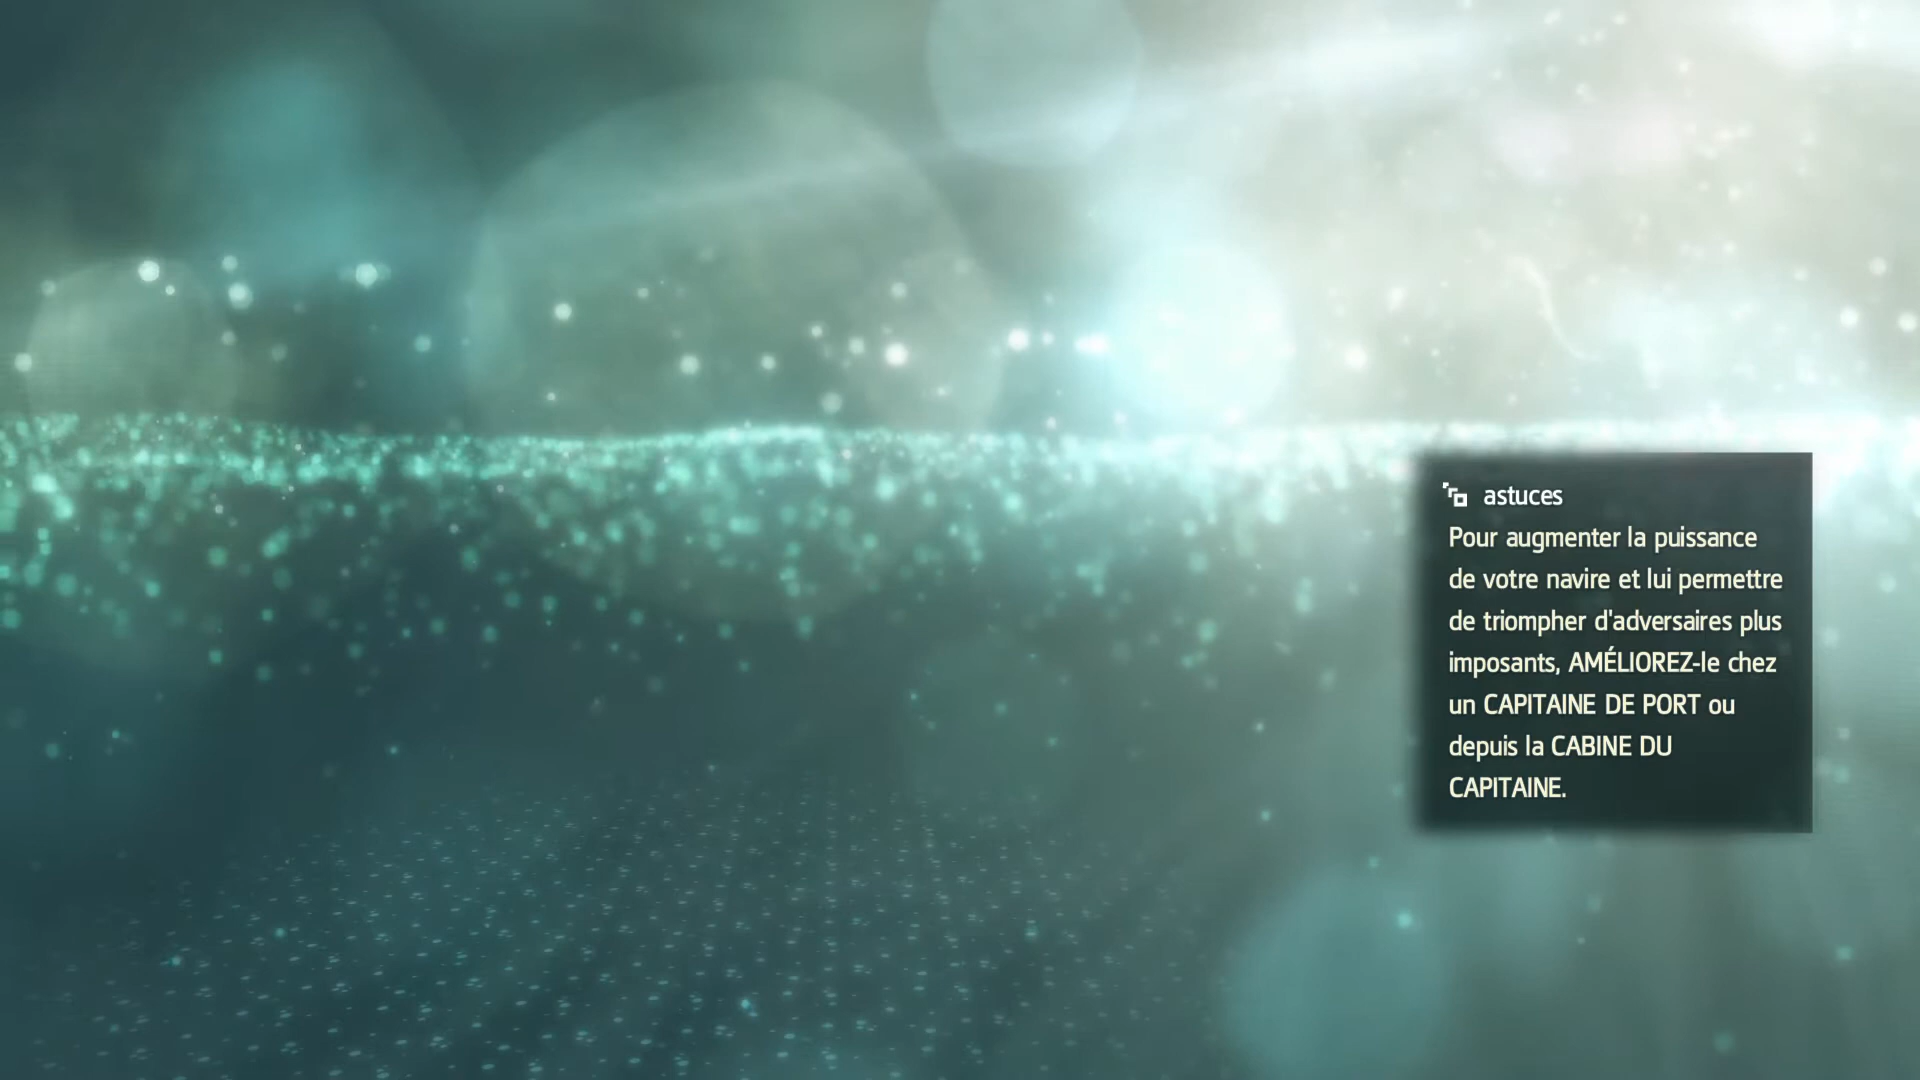 astuces
Pour augmenter la puissance
de votre navire et lui permettre
de triompher d'adversaires plus
imposants, AMÉLIOREZ-le chez
un CAPITAINE DE PORT ou
depuis la CABINE DU
CAPITAINE.